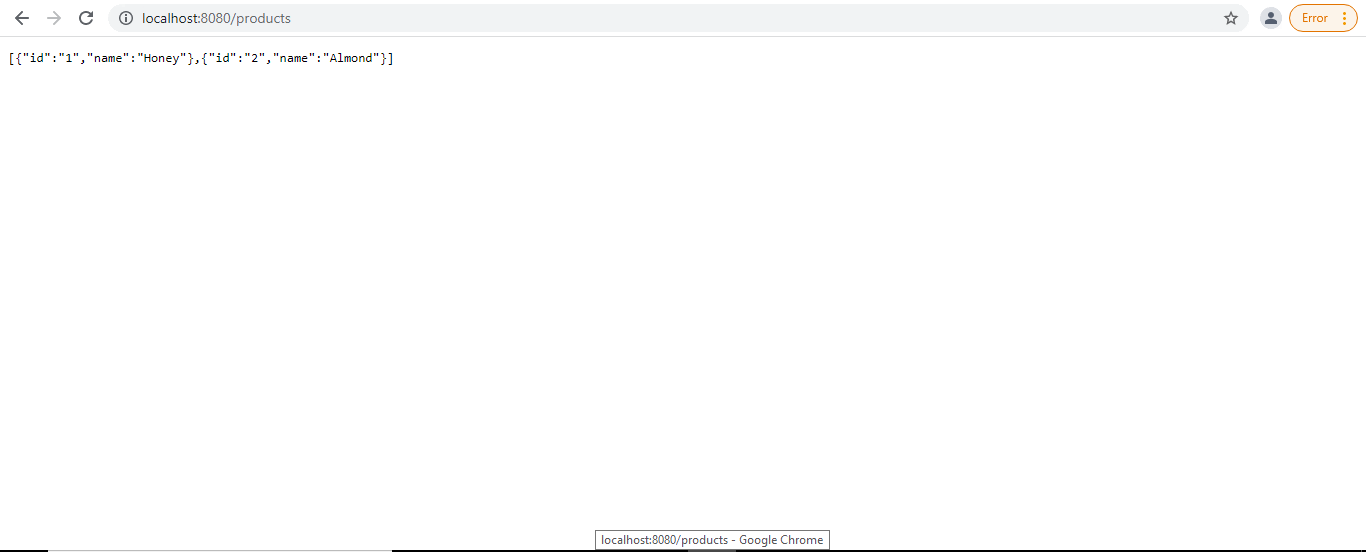 localhost:8080/products
Error
[{"id":"1","name":"Honey"},{"id":"2","name":"Almond"}]
localhost:8080/products - Google Chrome